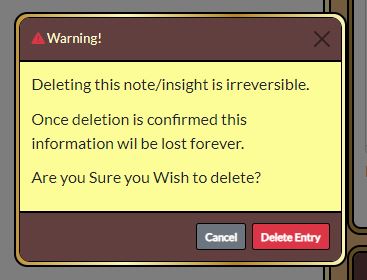 Warning!
Deleting this note/insight is irreversible.
Once deletion is confirmed this
information wil be lost forever.
Are you Sure you Wish to delete?
Cancel
Delete Entry